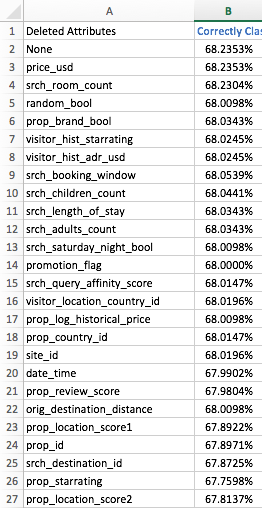 A B
1 Deleted Attributes Correctly Clas
2 None 68.2353%
3 price_usd 68.2353%
4 srch_room_count 68.2304%
5 random_bool 68.0098%
6 prop_brand_bool 68.0343%
7 visitor_hist_starrating 68.0245%
8 visitor_hist_adr_usd 68.0245%
9 srch_booking_window 68.0539%
10 srch_children_count 68.0441%
11 srch_length_of_stay 68.0343%
12 srch_adults_count 68.0343%
13 srch_saturday_night_bool 68.0098%
14 promotion_flag 68.0000%
15 srch_query_affinity_score 68.0147%
16 visitor_location_country_id 68.0196%
17 prop_log_historical_price 68.0098%
18 prop_country_id 68.0147%
19 site_id 68.0196%
20 date_time 67.9902%
21 prop_review_score 67.9804%
22 orig_destination_distance 68.0098%
23 prop_location_score1 67.8922%
24 prop_id 67.8971%
25 srch_destination_id 67.8725%
26 prop_starrating 67.7598%
27 prop_location_score2 67.8137%